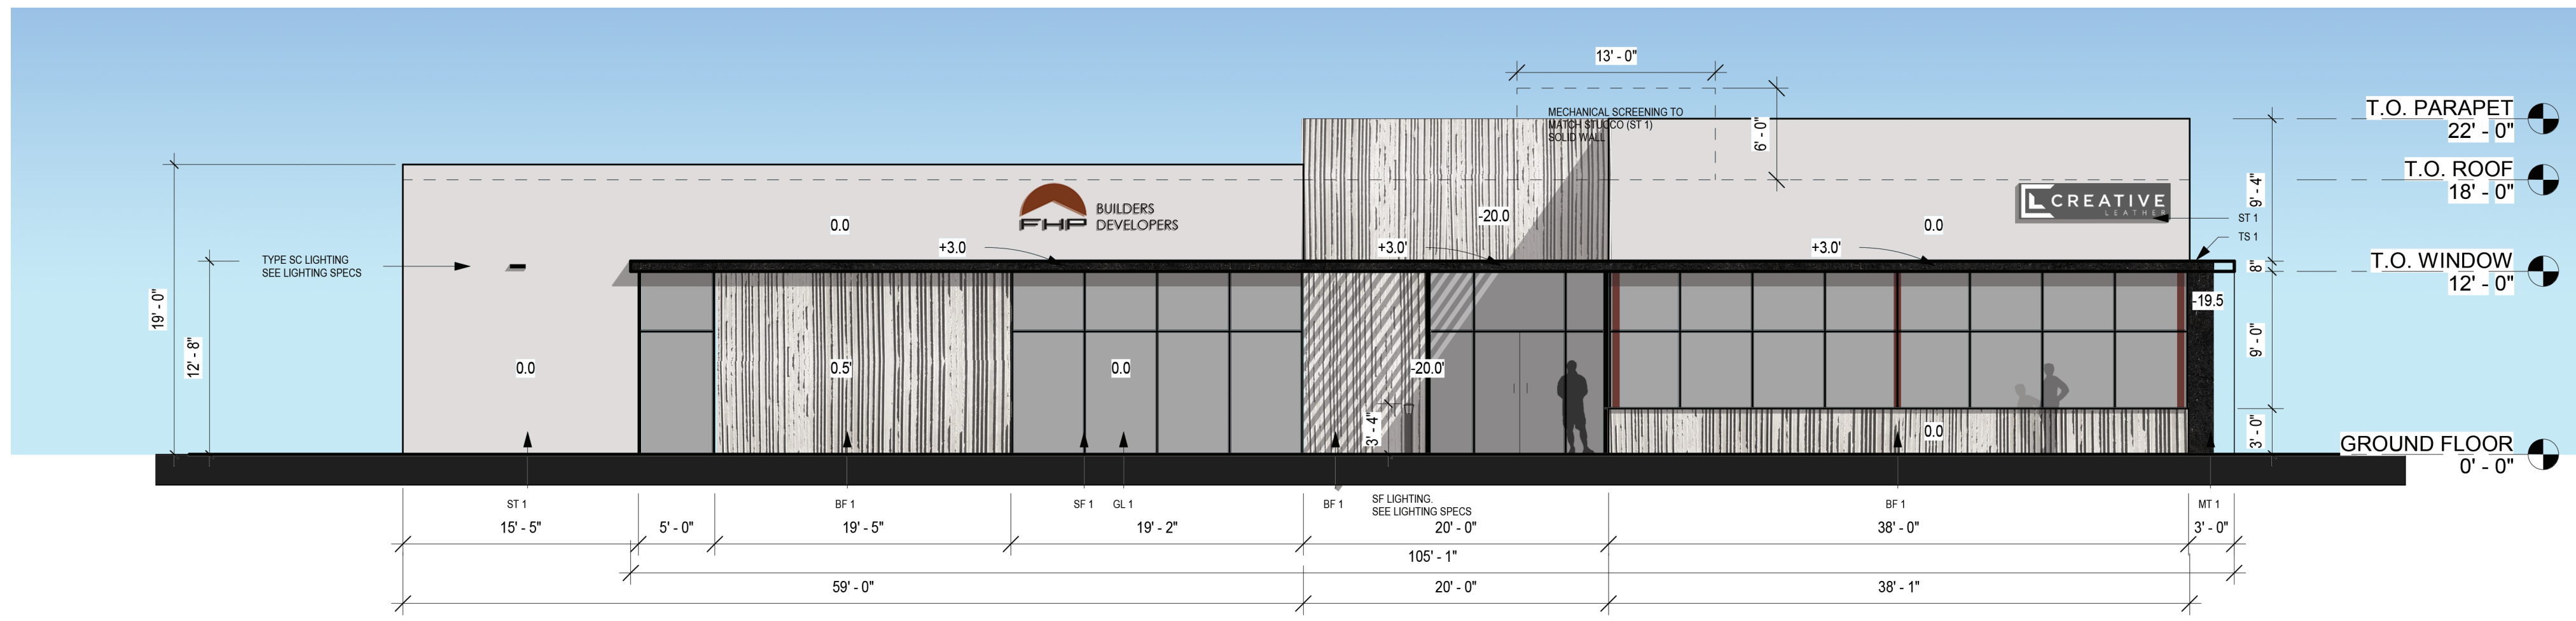 13' - 0"
MECHANICAL SCREENING TO
MATCH STUCCO (ST 1)
SOLID WALL
6' - 0"
T.O. PARAPET
22' - 0"
T.O. ROOF
18' - 0"
9' - 4"
CREATIVE
LEATHER
ST 1
TS 1
BUILDERS
FHP DEVELOPERS
0.0
-20.0
0.0
+3.0
+3.0'
+3.0'
TYPE SC LIGHTING
SEE LIGHTING SPECS
T.O. WINDOW
12' - 0"
8"
-19.5
19' - 0"
12' - 8"
9' - 0"
0.0
0.5'
0.0
-20.0'
3' - 4"
0.0
3' - 0"
GROUND FLOOR
0' - 0"
ST 1
BF 1
SF 1
GL 1
BF 1
SF LIGHTING.
SEE LIGHTING SPECS
BF 1
MT 1
15' - 5"
5' - 0"
19' - 5"
19' - 2"
20' - 0"
38' - 0"
3' - 0"
105' - 1"
59' - 0"
20' - 0"
38' - 1"